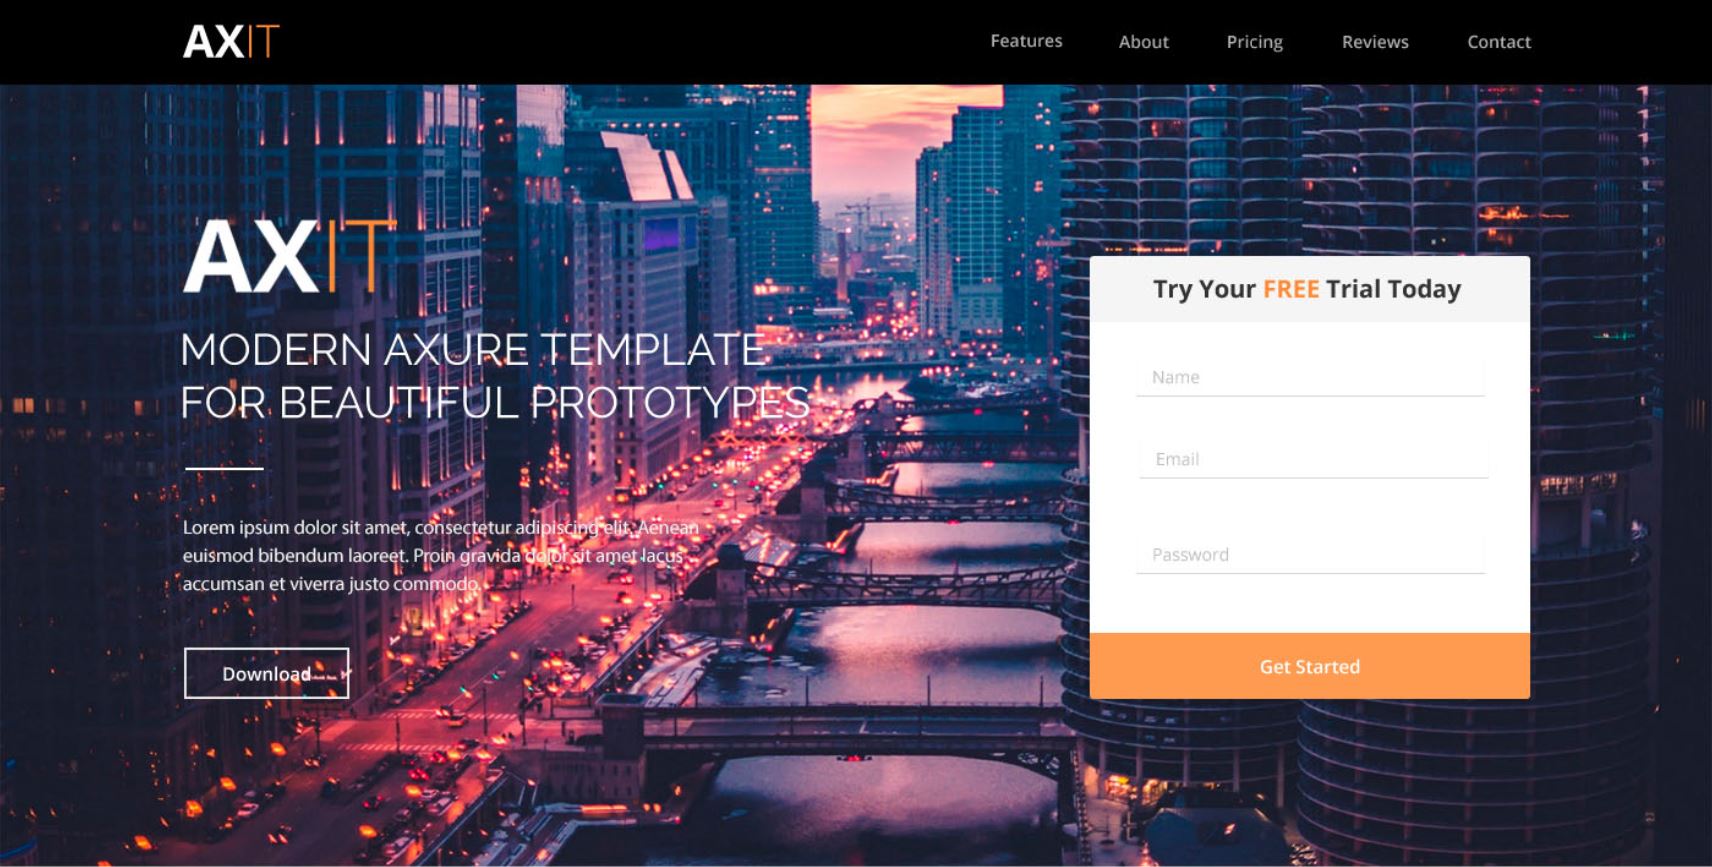 AXIT
Features
About
Pricing
Reviews
Contact
AXIT
MODERN AXURE TEMPLATE
FOR BEAUTIFUL PROTOTYPES
Lorem ipsum dolor sit amet, consectetur adipiscing elit. Aenean
euismod bibendum laoreet. Proin gravida dolor sit amet lacus
accumsan et viverra justo commodo.
Download
Try Your FREE Trial Today
Name
Email
Password
Get Started